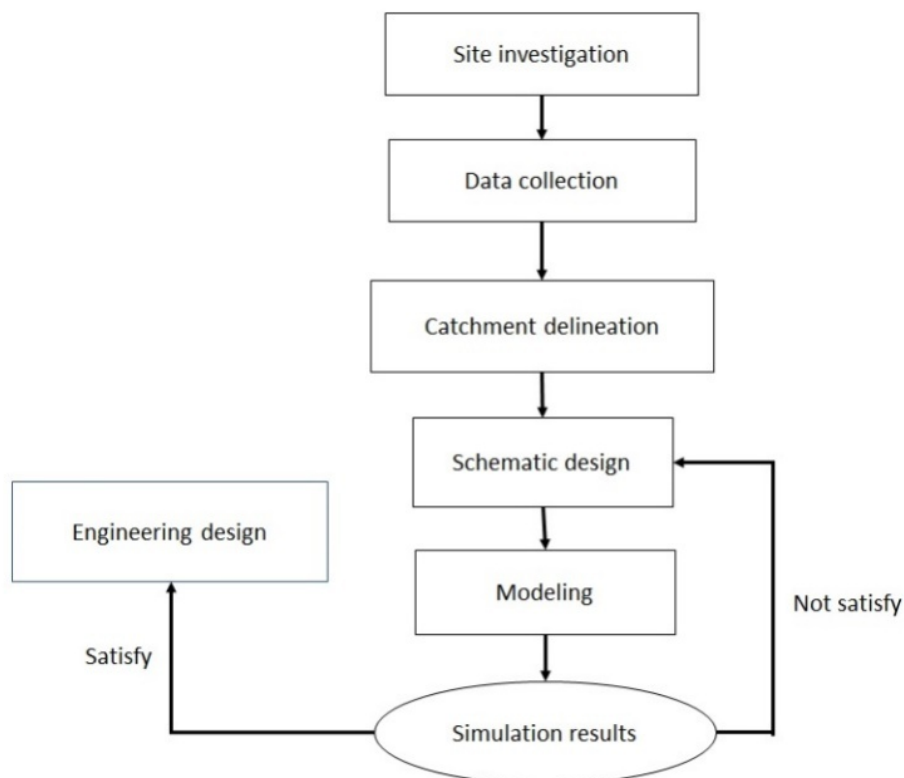 Site investigation
Data collection
Catchment delineation
Schematic design
Engineering design
Modeling
Not satisfy
Satisfy
Simulation results